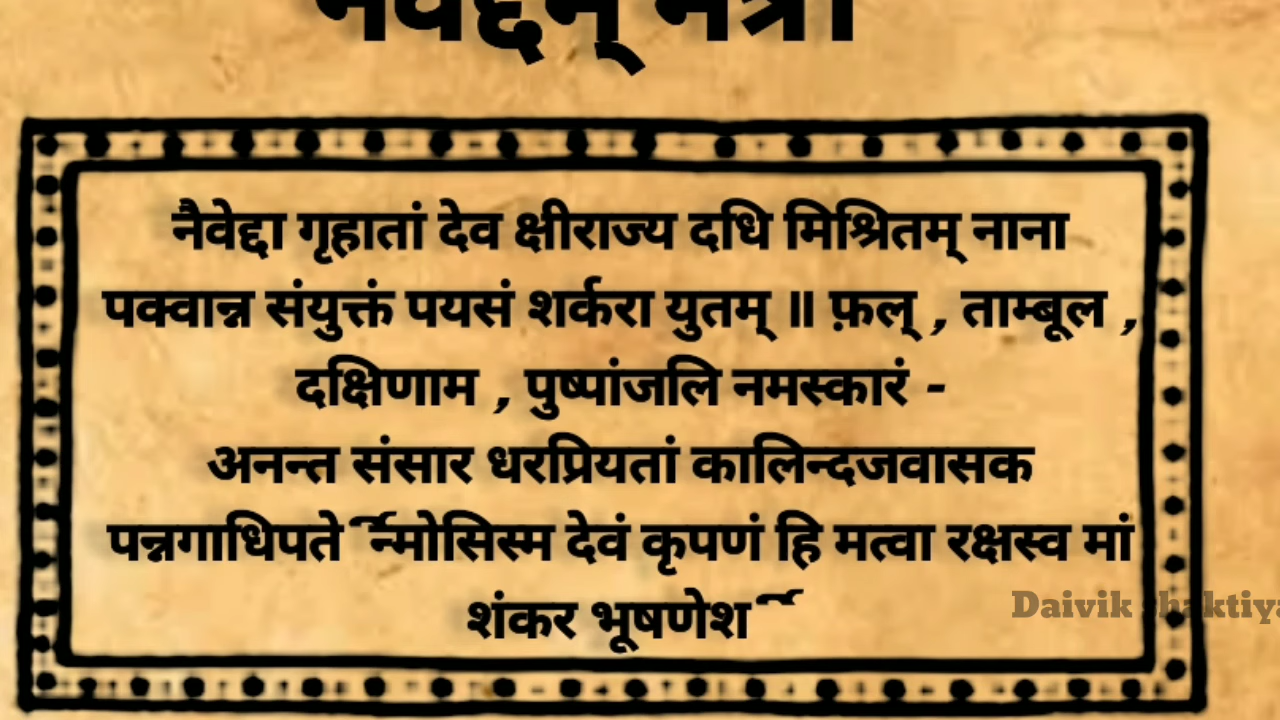 नैवेद्दा गृहातां देव क्षीराज्य दधि मिश्रितम् नाना
पक्वान्न संयुक्तं पयसं शर्करा युतम् ॥ फ़ल् , ताम्बूल ,
दक्षिणाम , पुष्पांजलि नमस्कारं -
अनन्त संसार धरप्रियतां कालिन्दजवासक
पन्नगाधिपते र्न्मोसिस्म देवं कृपणं हि मत्वा रक्षस्व मां
शंकर भूषणेश
Daivik shaktiya